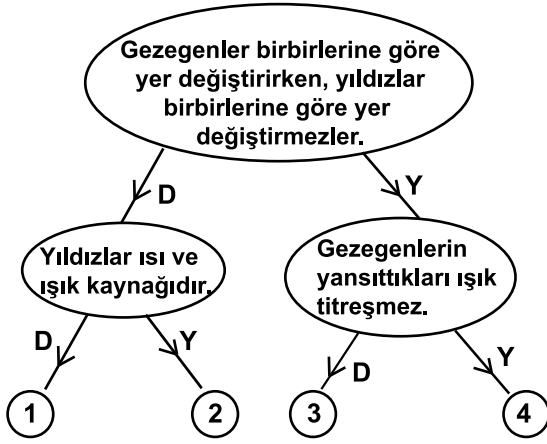 Gezegenler birbirlerine göre
yer değiştirirken, yıldızlar
birbirlerine göre yer
değiştirmezler.
D
Y
Yıldızlar ısı ve
ışık kaynağıdır.
Gezegenlerin
yansıttıkları ışık
titreşmez.
D
Y
D
Y
1
2
3
4